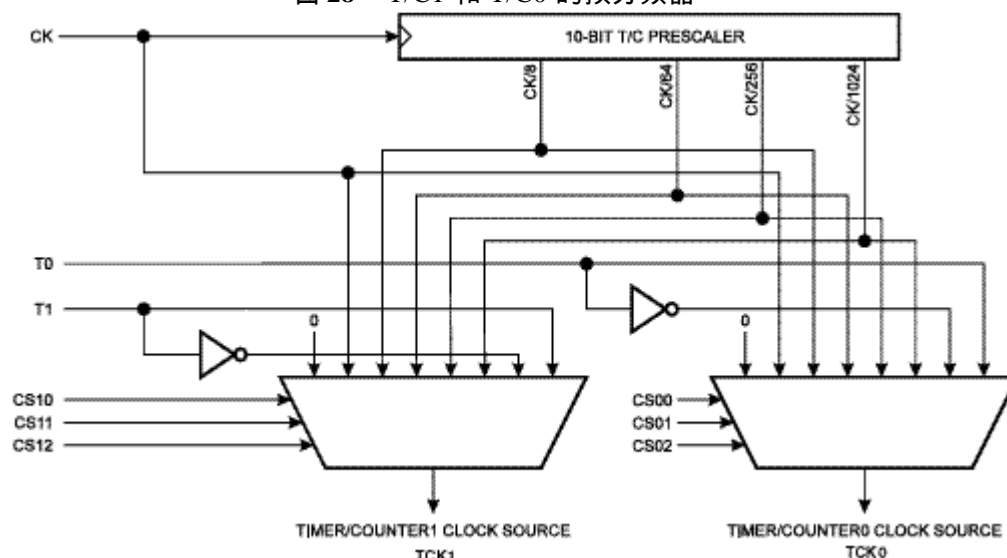 图 28 T/C1 和 T/C0 的预分频器
CK
10-BIT T/C PRESCALER
CK/8
CK/64
CK/256
CK/1024
T0
T1
0
0
CS10
CS11
CS12
CS00
CS01
CS02
TIMER/COUNTER1 CLOCK SOURCE
TCK1
TIMER/COUNTER0 CLOCK SOURCE
TCK0